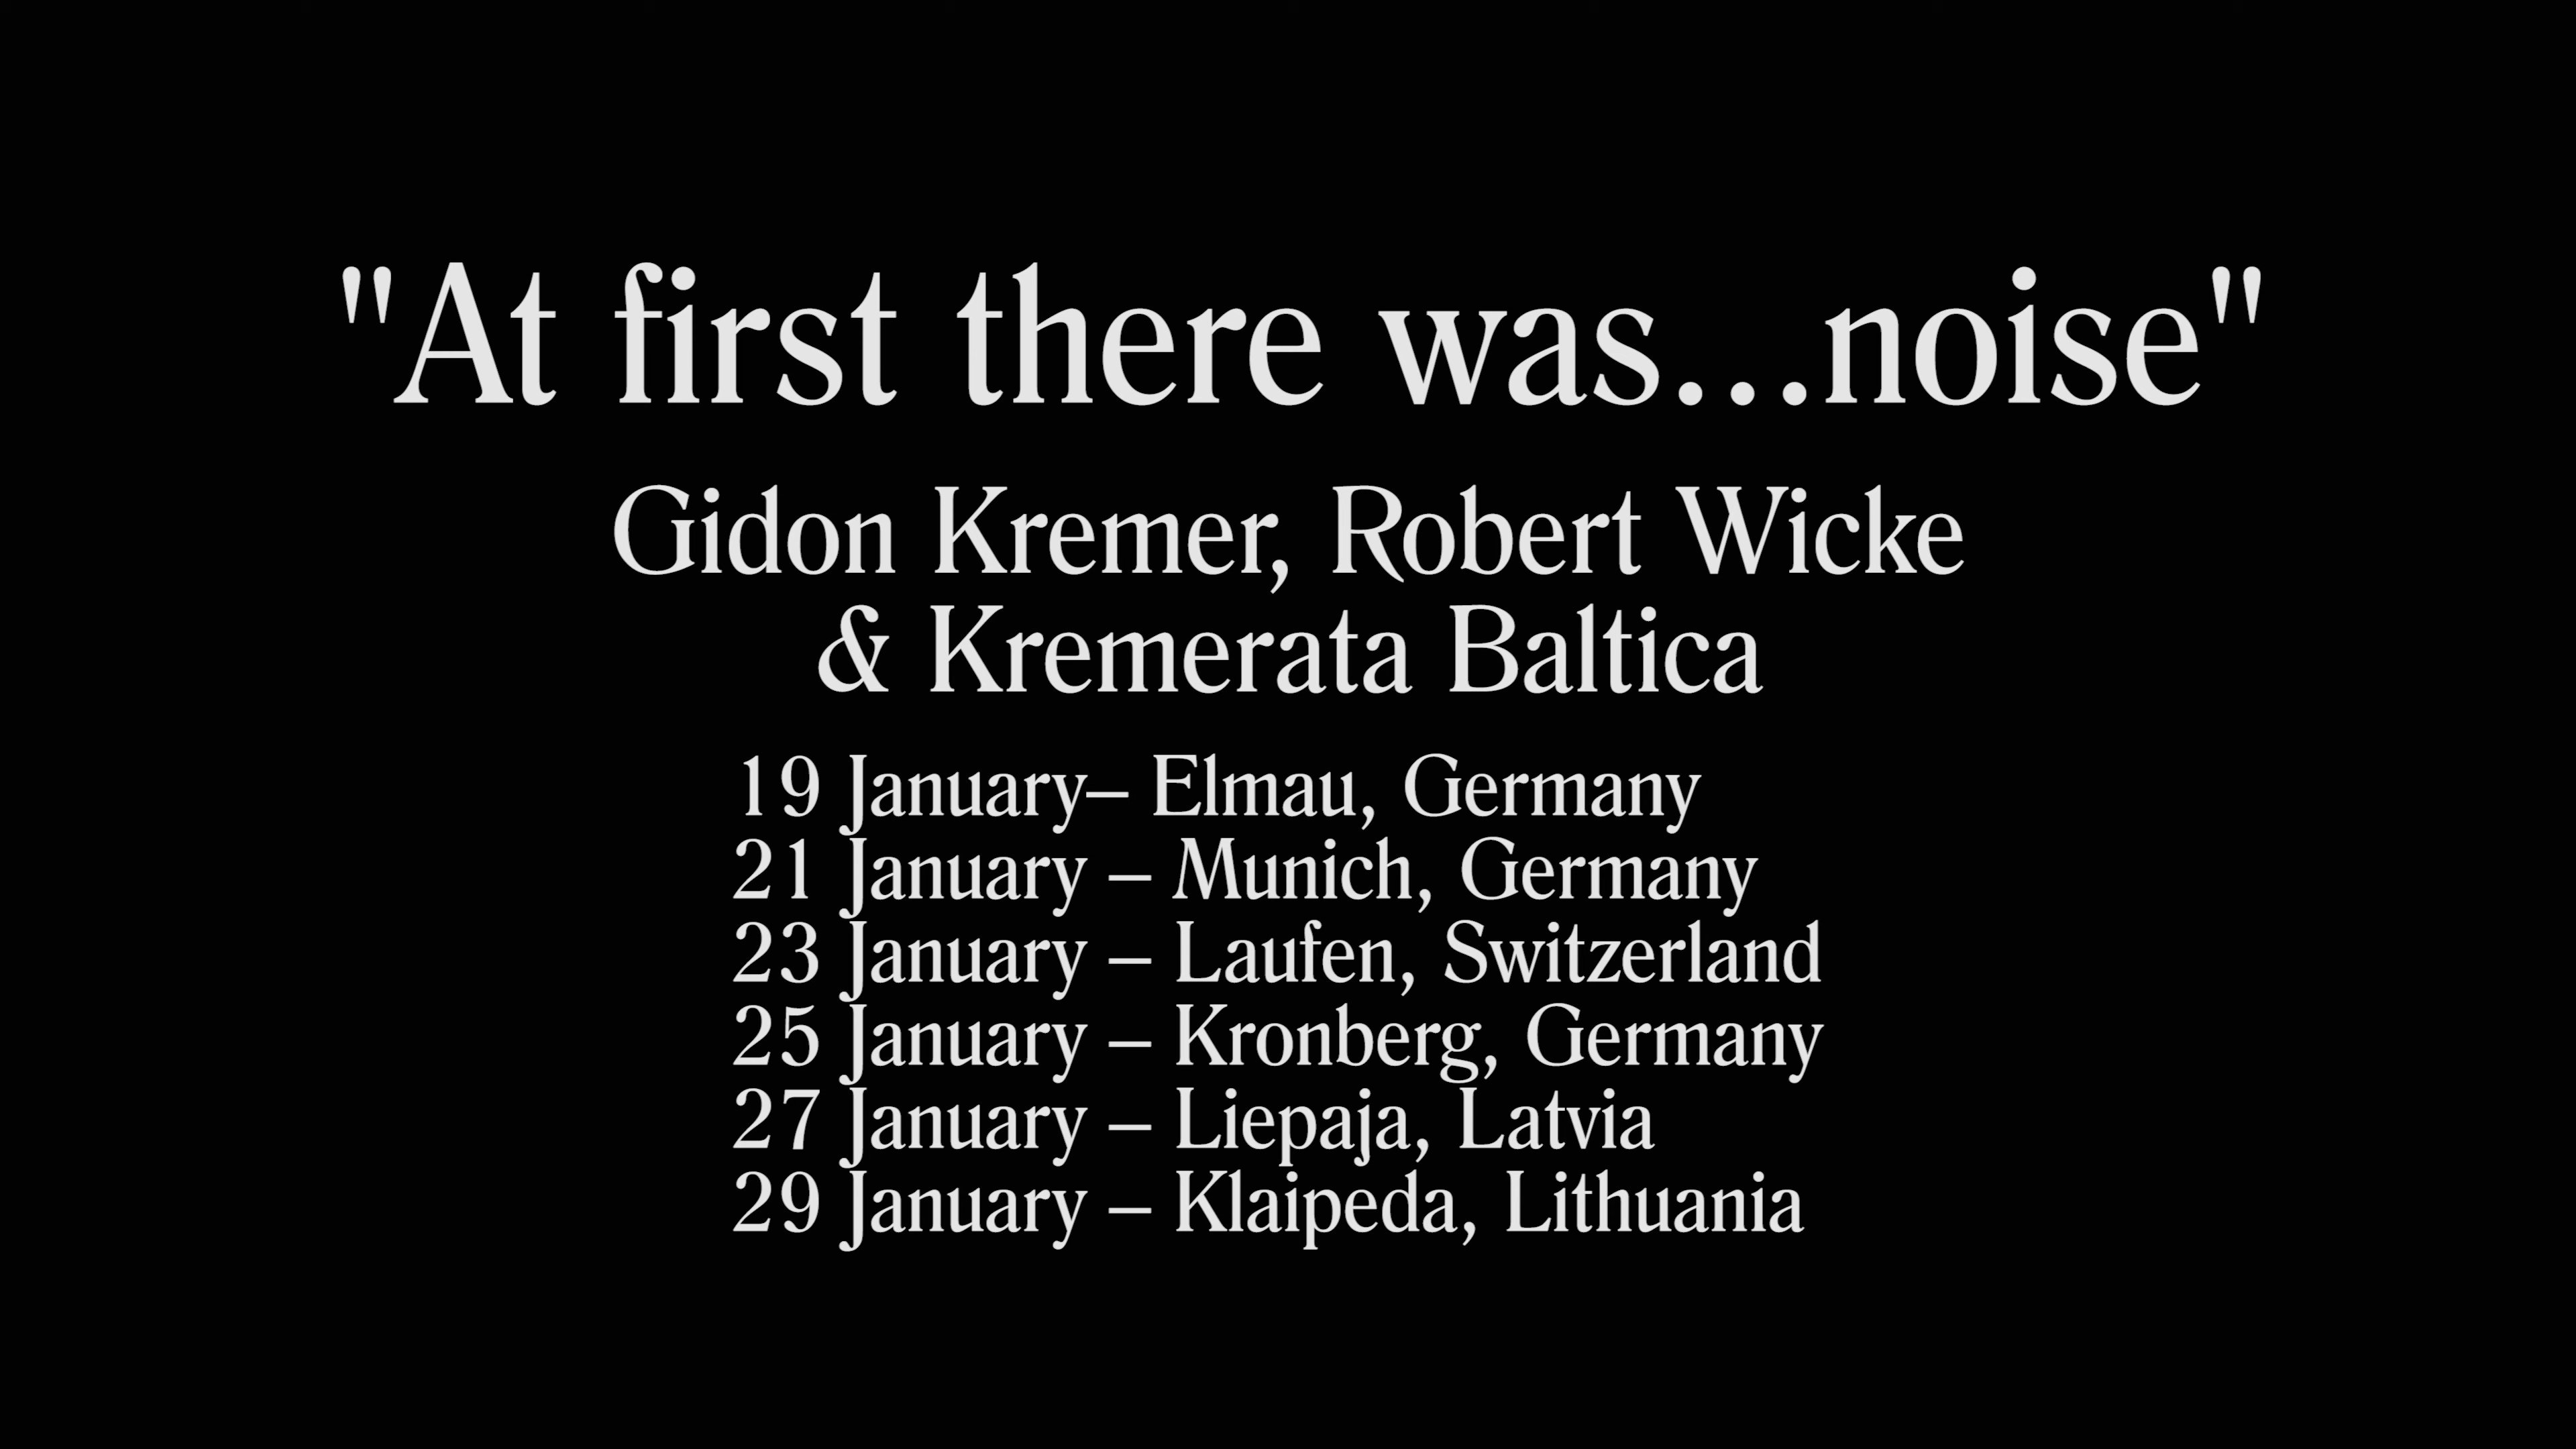 "At first there was...noise"
Gidon Kremer, Robert Wicke
& Kremerata Baltica
19 January– Elmau, Germany
21 January – Munich, Germany
23 January – Laufen, Switzerland
25 January – Kronberg, Germany
27 January – Liepaja, Latvia
29 January – Klaipeda, Lithuania